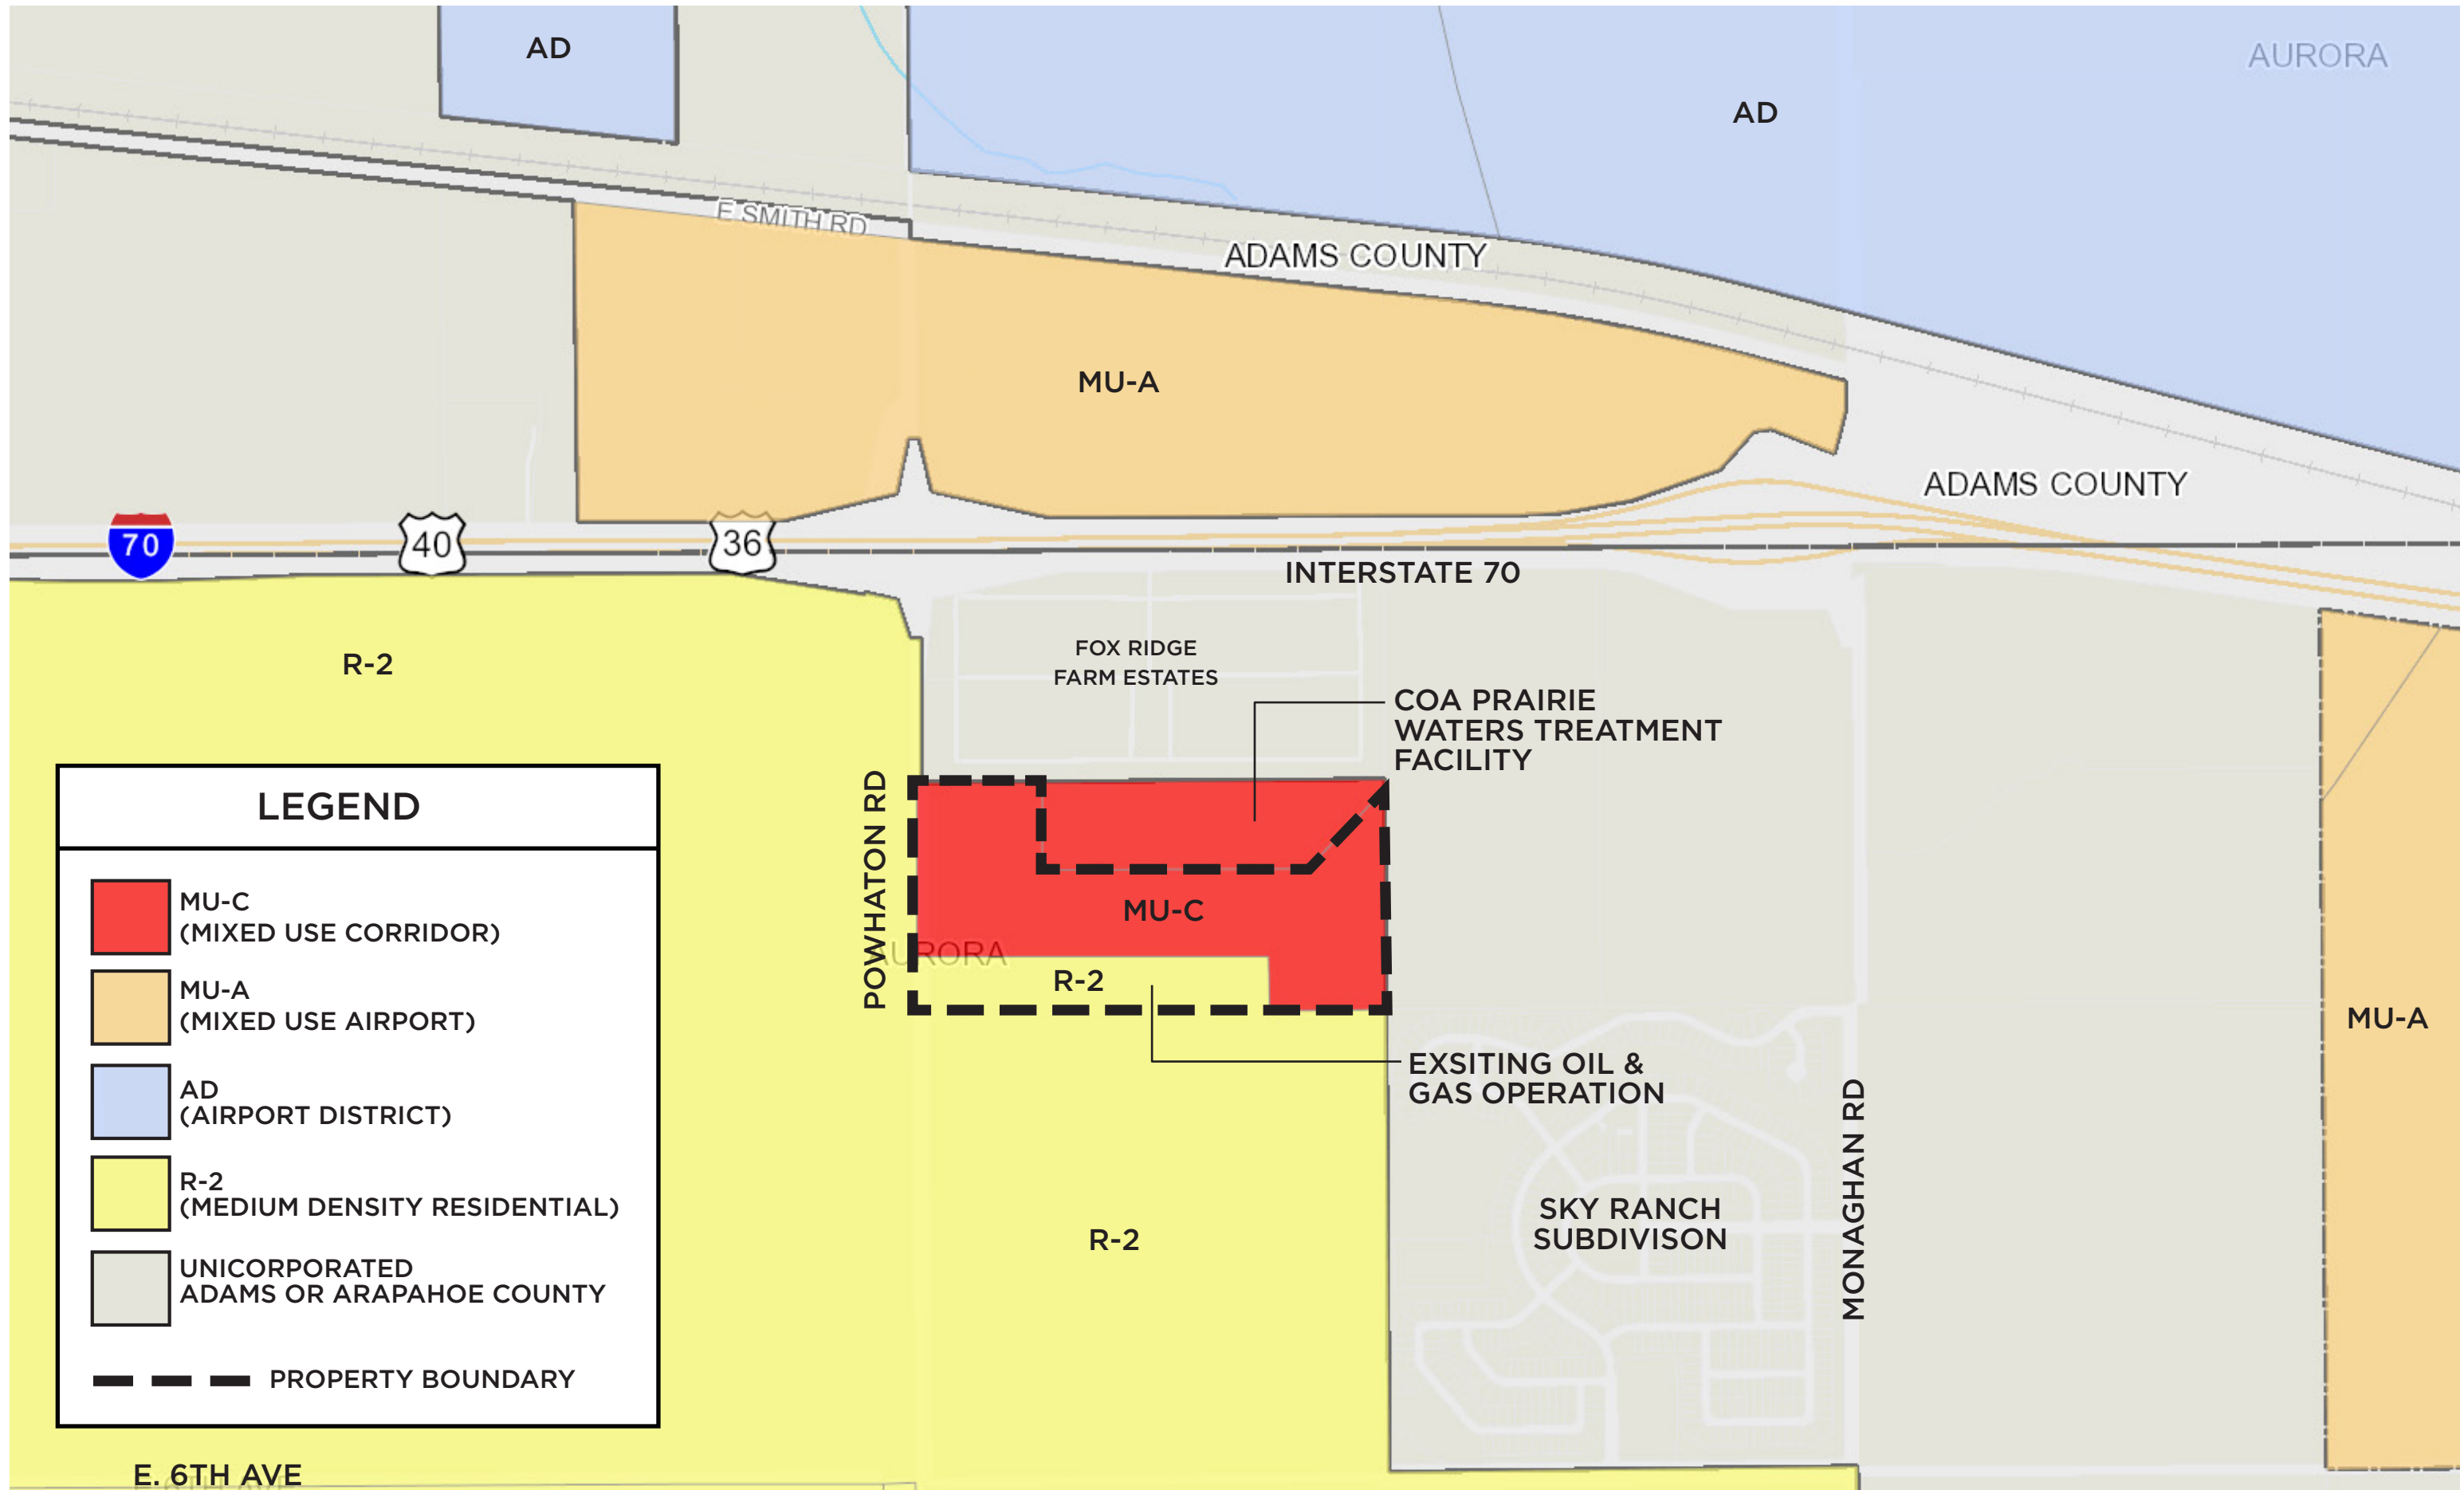 AD
AURORA
AD
E SMITH RD
ADAMS COUNTY
MU-A
ADAMS COUNTY
70
40
36
INTERSTATE 70
R-2
FOX RIDGE
FARM ESTATES
COA PRAIRIE
WATERS TREATMENT
FACILITY
POWHATON RD
MU-C
AURORA
R-2
MU-A
EXSITING OIL &
GAS OPERATION
MONAGHAN RD
SKY RANCH
SUBDIVISON
R-2
LEGEND
MU-C
(MIXED USE CORRIDOR)
MU-A
(MIXED USE AIRPORT)
AD
(AIRPORT DISTRICT)
R-2
(MEDIUM DENSITY RESIDENTIAL)
UNICORPORATED
ADAMS OR ARAPAHOE COUNTY
PROPERTY BOUNDARY
E. 6TH AVE